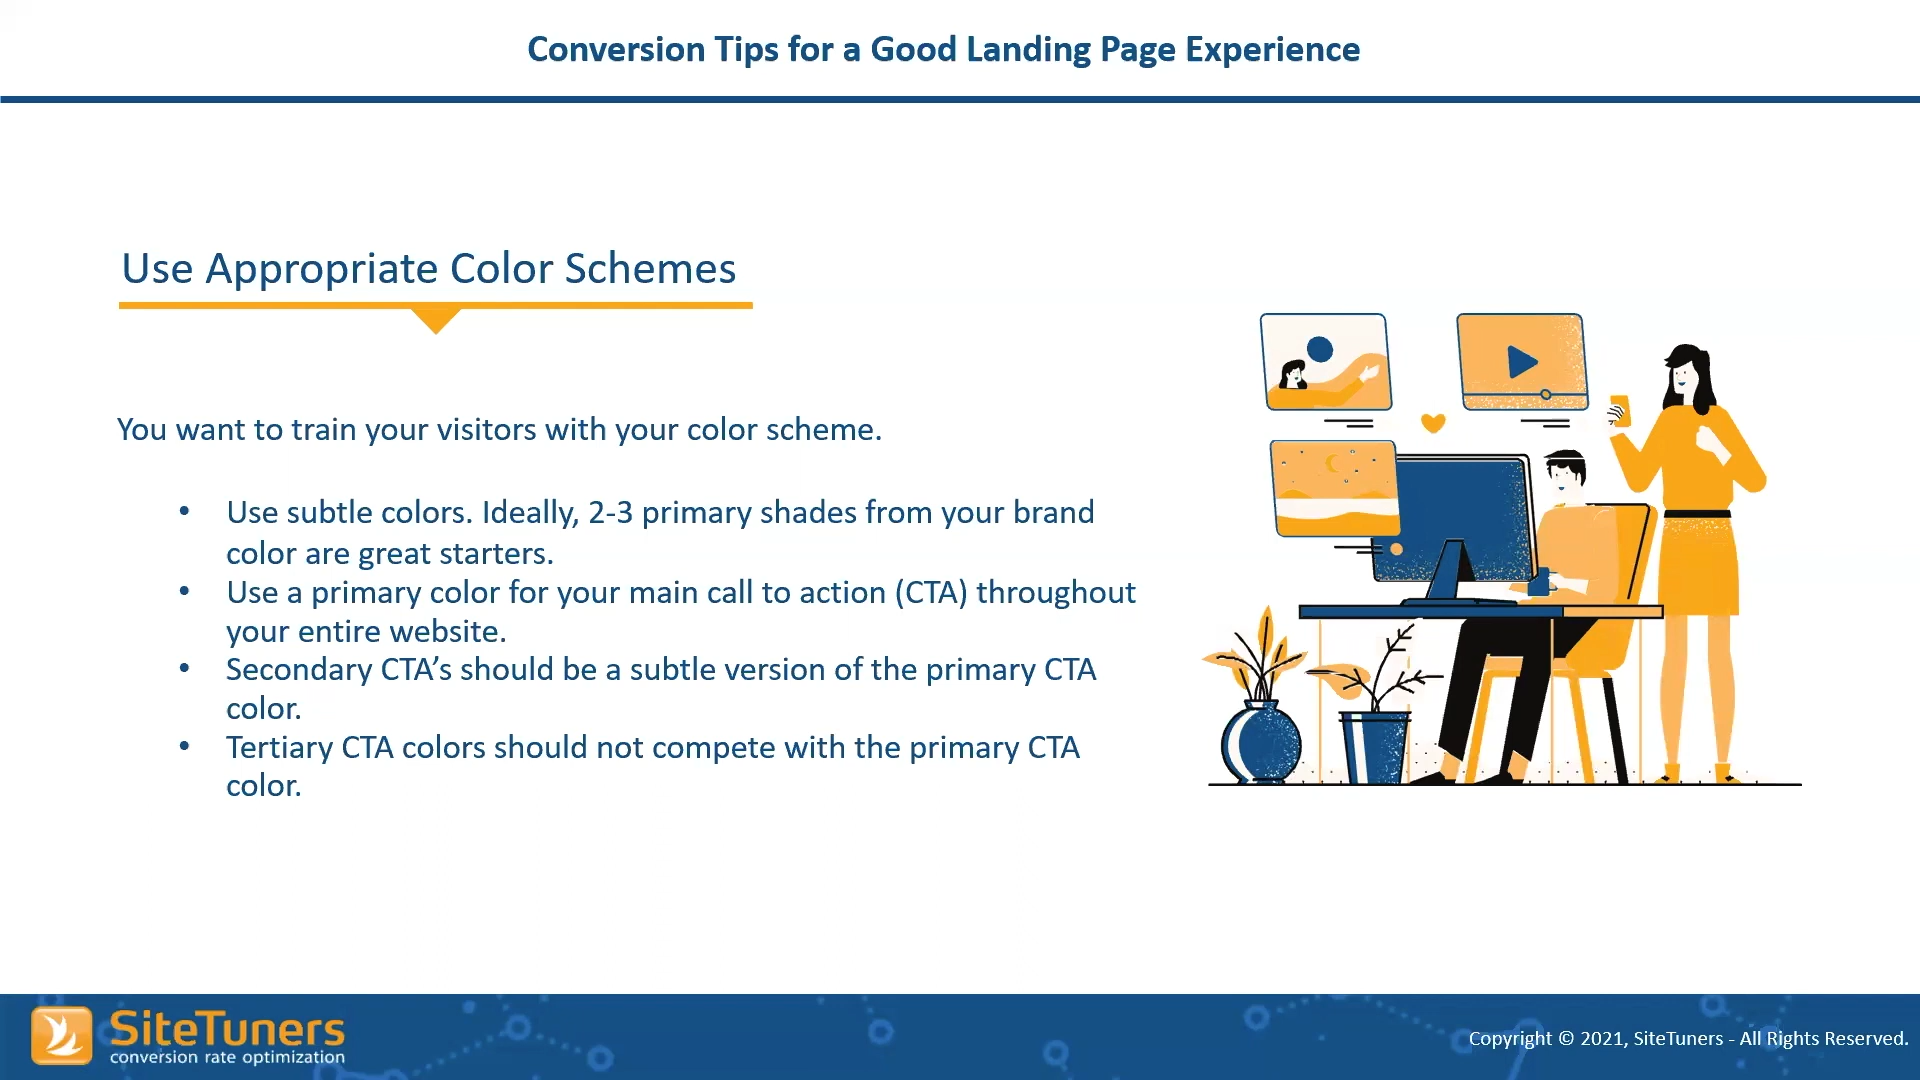 Conversion Tips for a Good Landing Page Experience
Use Appropriate Color Schemes
You want to train your visitors with your color scheme.
• Use subtle colors. Ideally, 2-3 primary shades from your brand
color are great starters.
• Use a primary color for your main call to action (CTA) throughout
your entire website.
• Secondary CTA’s should be a subtle version of the primary CTA
color.
• Tertiary CTA colors should not compete with the primary CTA
color.
SiteTuners
conversion rate optimization
Copyright © 2021, SiteTuners - All Rights Reserved.